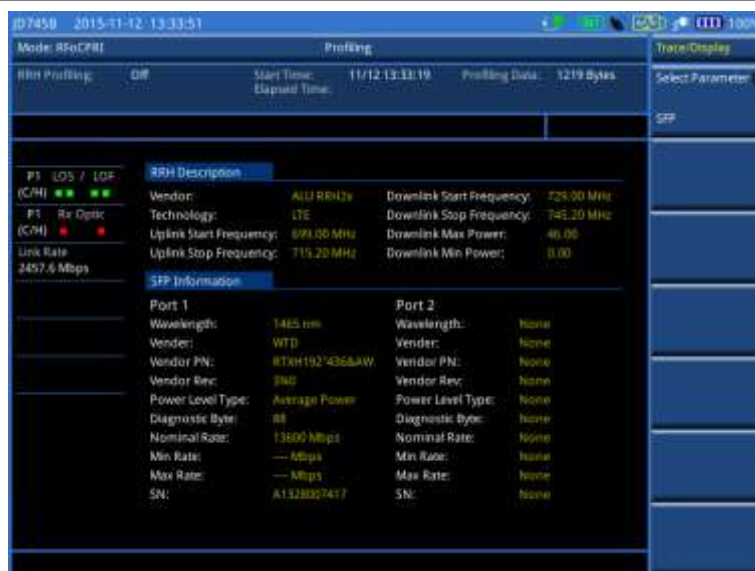 JD745B 2015-11-12 13:33:51
INT
100%
Mode: RFoCPRI
Profiling
Trace/Display
RRH Profiling: Off
Start Time: 11/12 13:33:19
Profiling Data: 1219 Bytes
Elapsed Time:
Select Parameter
SFP
P1 LOS / LOF
(C/H)
P1 Rx Optic
(C/H)
Link Rate
2457.6 Mbps
RRH Description
Vendor: ALU RRH2x
Downlink Start Frequency: 729.00 MHz
Technology: LTE
Downlink Stop Frequency: 745.20 MHz
Uplink Start Frequency: 699.00 MHz
Downlink Max Power: 46.00
Uplink Stop Frequency: 715.20 MHz
Downlink Min Power: 0.00
SFP Information
Port 1
Wavelength: 1465 nm
Vender: WTD
Vendor PN:
Vendor Rev:
Power Level Type: Average Power
Diagnostic Byte: 88
Nominal Rate: 13600 Mbps
Min Rate: --- Mbps
Max Rate: --- Mbps
SN: A1328007417
Port 2
Wavelength: None
Vender: None
Vendor PN: None
Vendor Rev: None
Power Level Type: None
Diagnostic Byte: None
Nominal Rate: None
Min Rate: None
Max Rate: None
SN: None